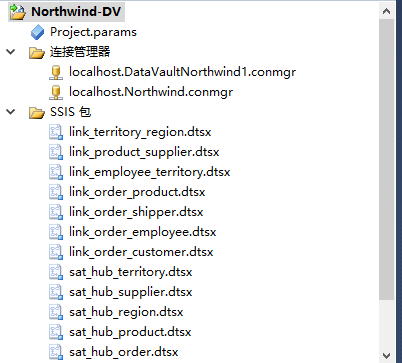 Northwind-DV
Project.params
连接管理器
localhost.DataVaultNorthwind1.conmgr
localhost.Northwind.conmgr
SSIS 包
link_territory_region.dtsx
link_product_supplier.dtsx
link_employee_territory.dtsx
link_order_product.dtsx
link_order_shipper.dtsx
link_order_employee.dtsx
link_order_customer.dtsx
sat_hub_territory.dtsx
sat_hub_supplier.dtsx
sat_hub_region.dtsx
sat_hub_product.dtsx
sat_hub_order.dtsx